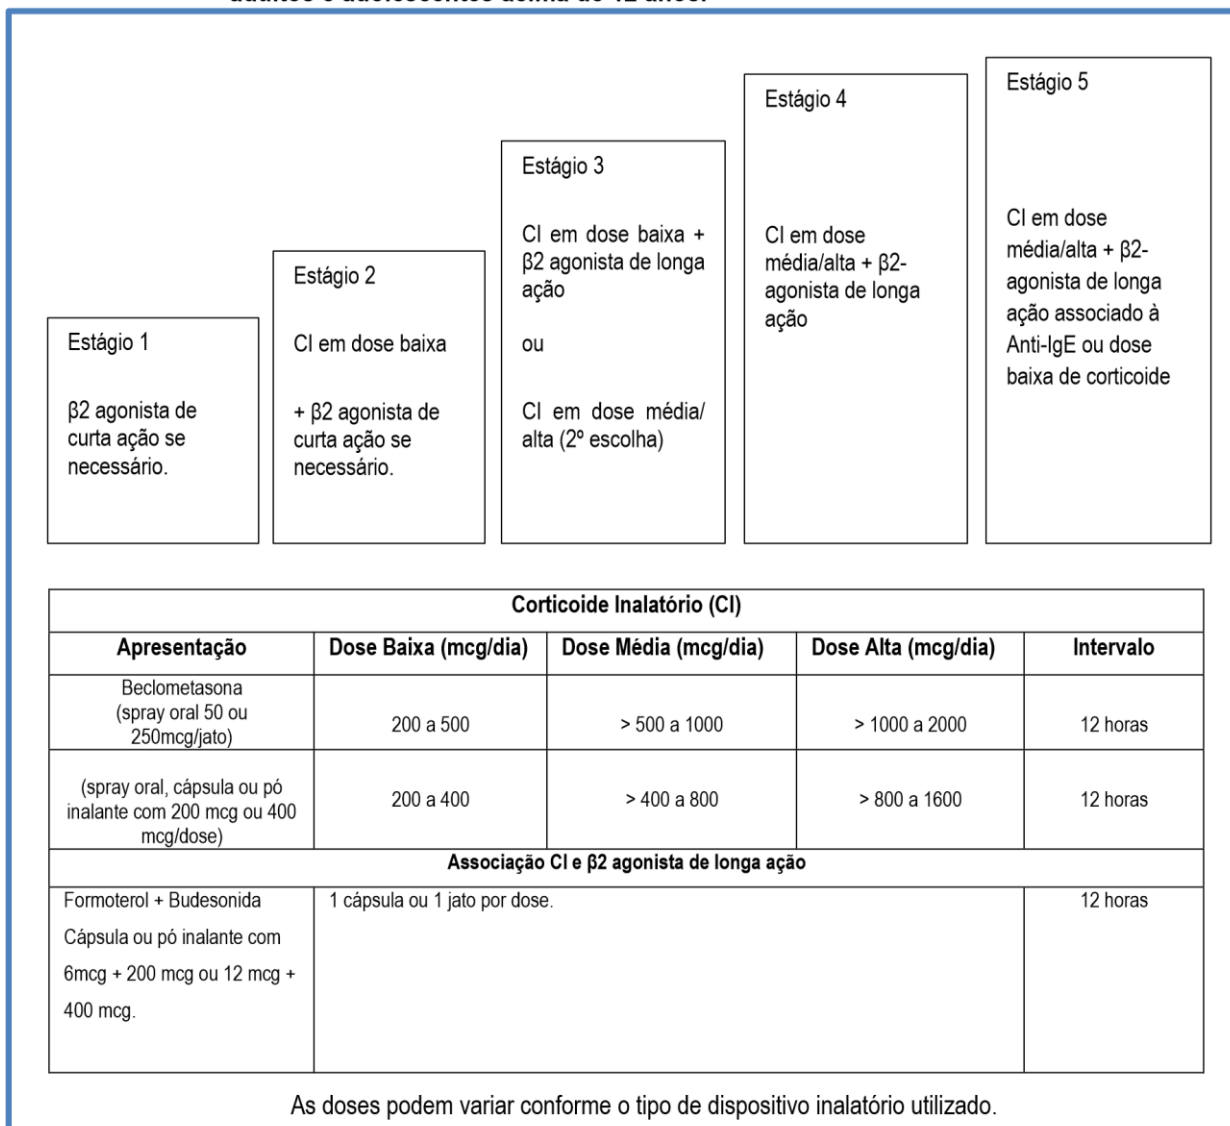 Estágio 1
β2 agonista de
curta ação se
necessário.
Estágio 2
CI em dose baixa
+ β2 agonista de
curta ação se
necessário.
Estágio 3
CI em dose baixa +
β2 agonista de longa
ação
ou
CI em dose média/
alta (2º escolha)
Estágio 4
CI em dose
média/alta + β2-
agonista de longa
ação
Estágio 5
CI em dose
média/alta + β2-
agonista de longa
ação associado à
Anti-IgE ou dose
baixa de corticoide
Corticoide Inalatório (CI)
Apresentação Dose Baixa (mcg/dia) Dose Média (mcg/dia) Dose Alta (mcg/dia) Intervalo
Beclometasona
(spray oral 50 ou
250mcg/jato)
200 a 500 > 500 a 1000 > 1000 a 2000 12 horas
(spray oral, cápsula ou pó
inalante com 200 mcg ou 400
mcg/dose)
200 a 400 > 400 a 800 > 800 a 1600 12 horas
Associação CI e β2 agonista de longa ação
Formoterol + Budesonida
Cápsula ou pó inalante com
6mcg + 200 mcg ou 12 mcg +
400 mcg.
1 cápsula ou 1 jato por dose.
12 horas
As doses podem variar conforme o tipo de dispositivo inalatório utilizado.